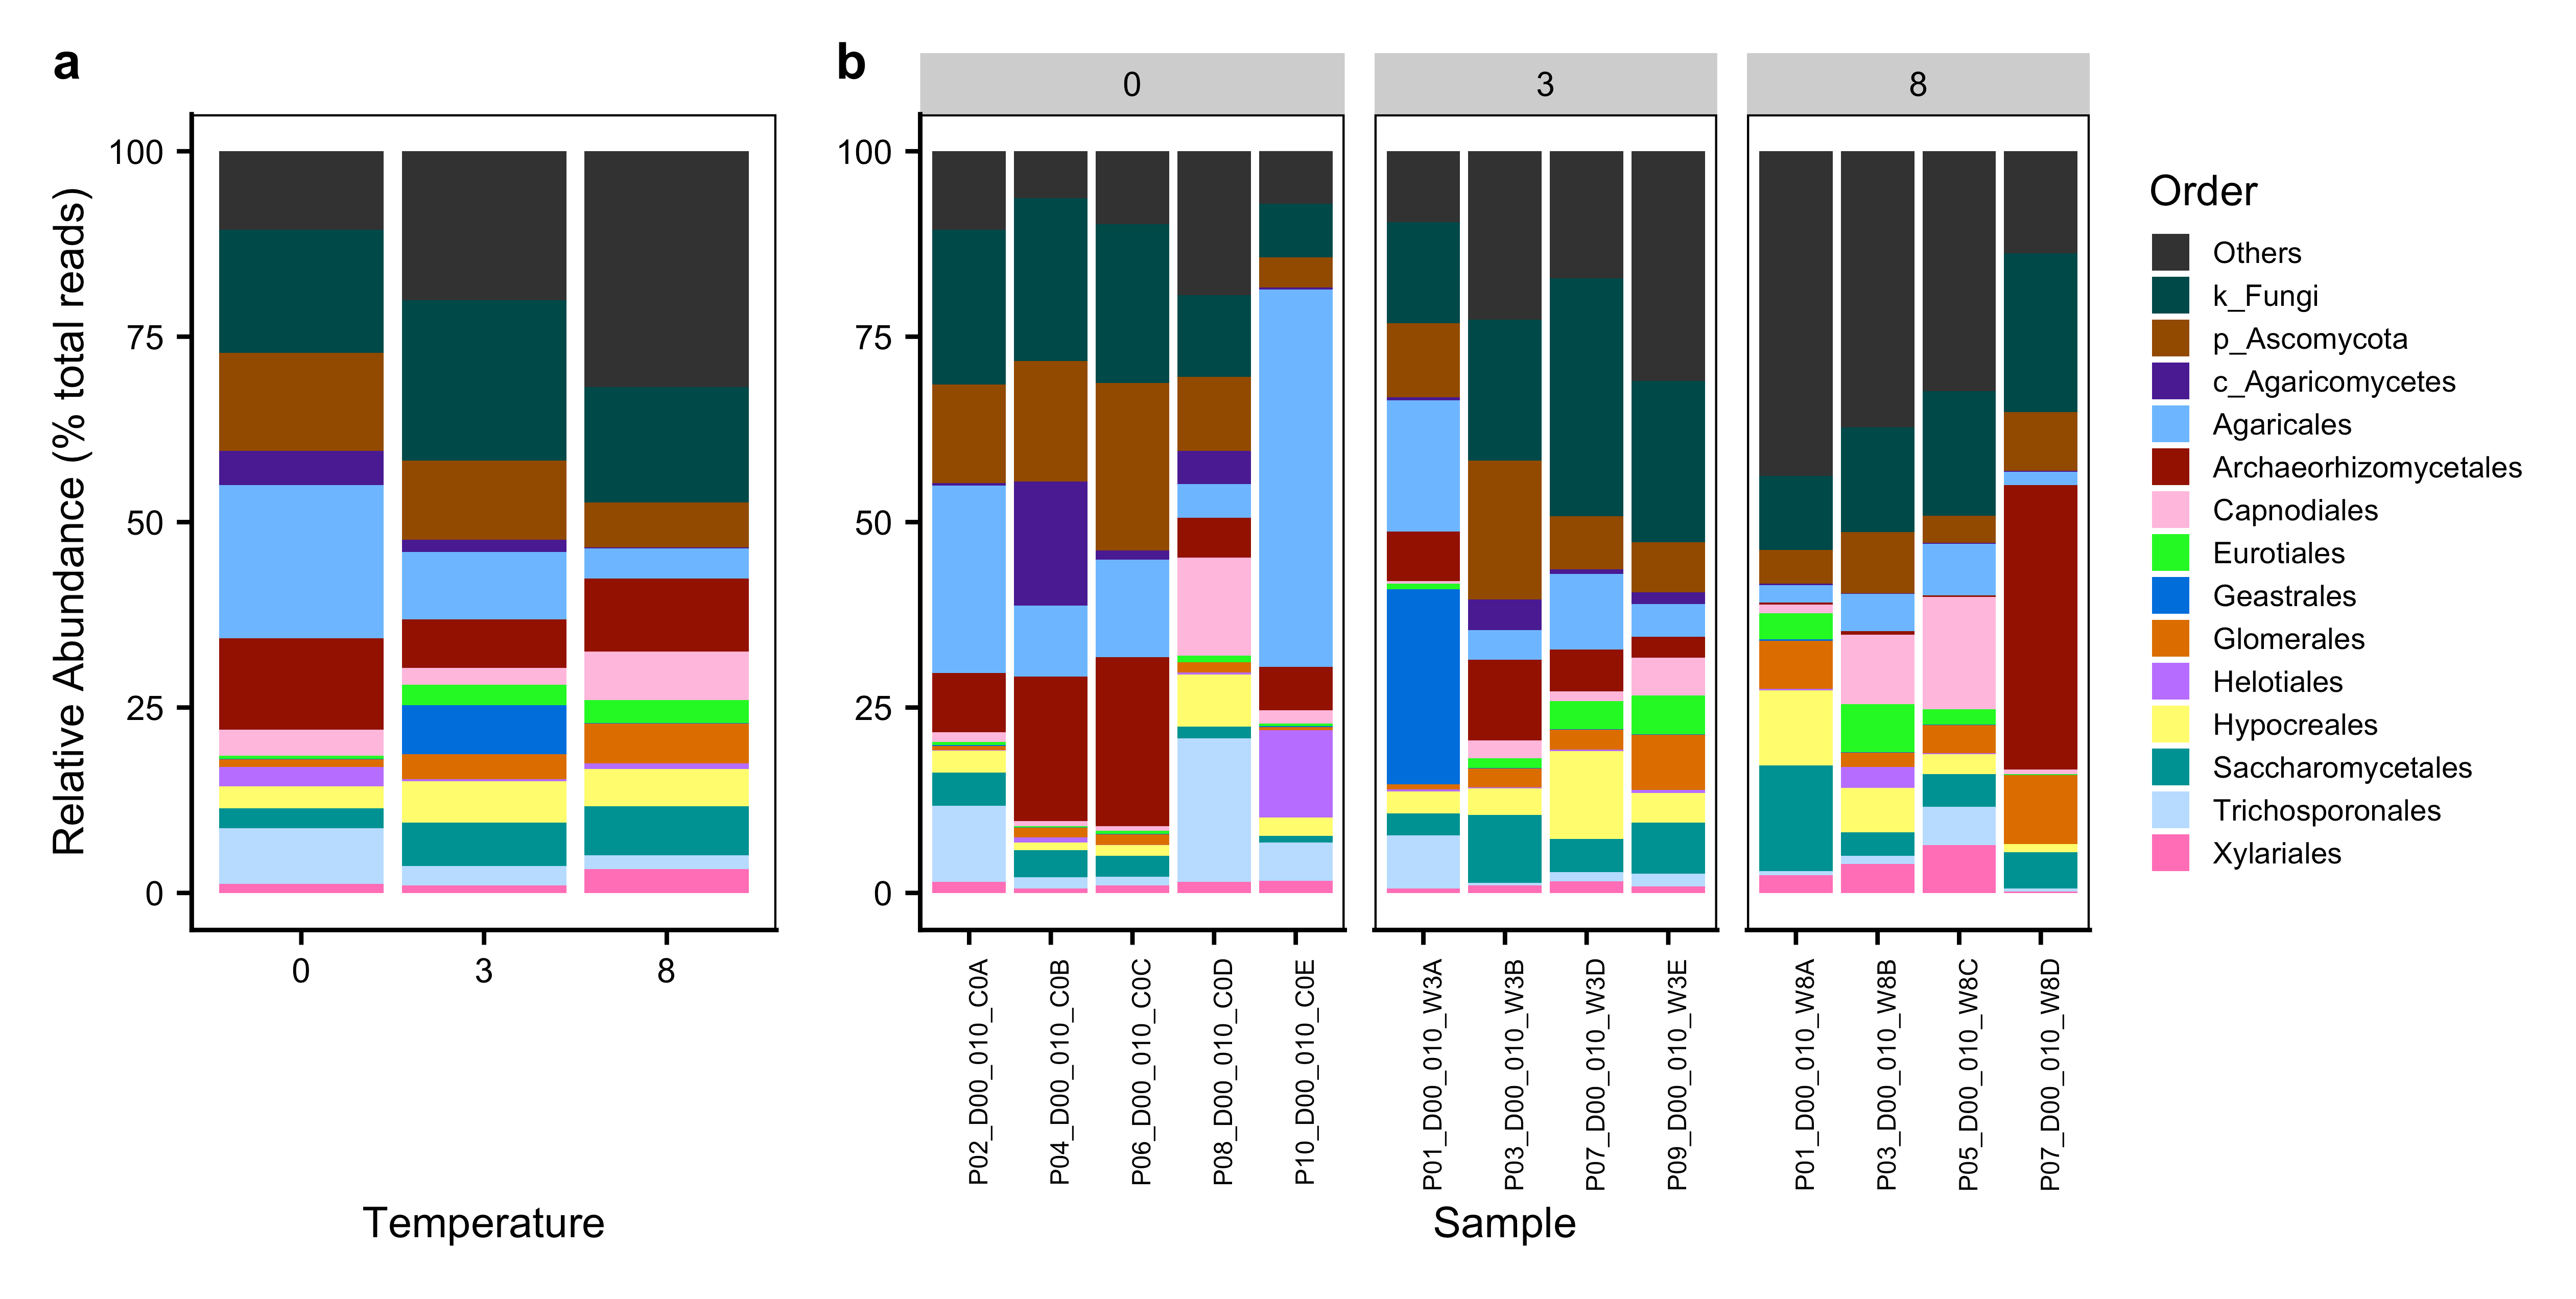 a
b
0
3
8
Relative Abundance (% total reads)
100
75
50
25
0
0
3
8
Temperature
100
75
50
25
0
P02_D00_010_C0A
P04_D00_010_C0B
P06_D00_010_C0C
P08_D00_010_C0D
P10_D00_010_C0E
P01_D00_010_W3A
P03_D00_010_W3B
P07_D00_010_W3D
P09_D00_010_W3E
P01_D00_010_W8A
P03_D00_010_W8B
P05_D00_010_W8C
P07_D00_010_W8D
Sample
Order
Others
k_Fungi
p_Ascomycota
c_Agaricomycetes
Agaricales
Archaeorhizomycetales
Capnodiales
Eurotiales
Geastrales
Glomerales
Helotiales
Hypocreales
Saccharomycetales
Trichosporonales
Xylariales